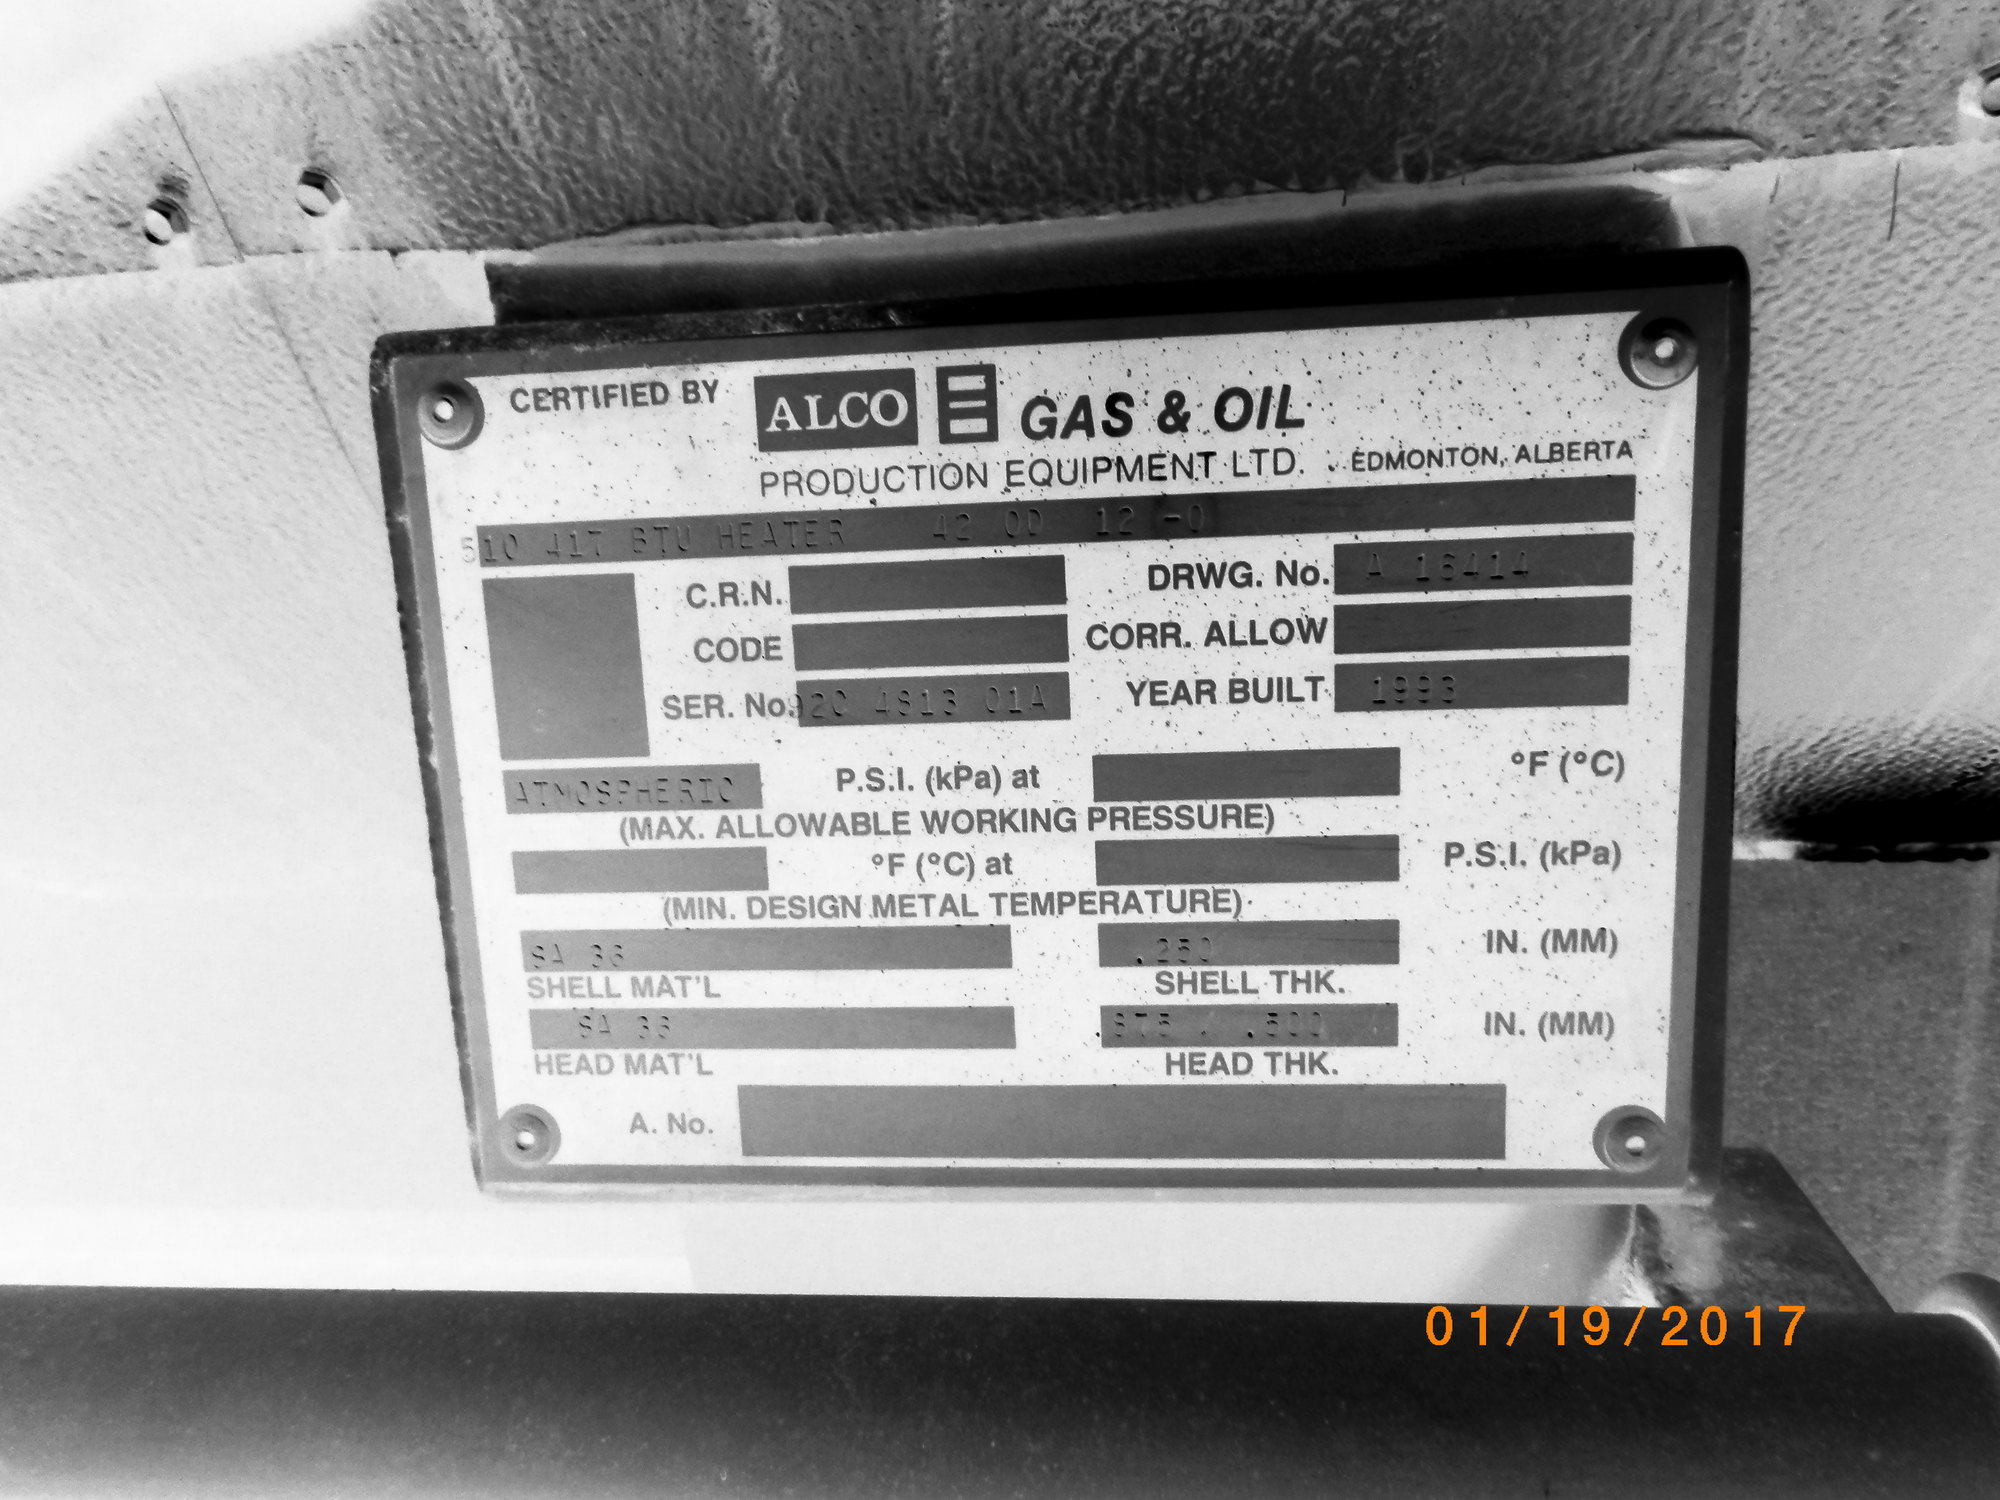 CERTIFIED BY ALCO GAS & OIL
PRODUCTION EQUIPMENT LTD. EDMONTON, ALBERTA
510 417 BTU HEATER 42 OD 12 -0
C.R.N. DRWG. No. A 16414
CODE CORR. ALLOW
SER. No. 920 4813 01A YEAR BUILT 1993
ATMOSPHERIC P.S.I. (kPa) at °F (°C)
(MAX. ALLOWABLE WORKING PRESSURE)
°F (°C) at P.S.I. (kPa)
(MIN. DESIGN METAL TEMPERATURE)
SA 36 .250 IN. (MM)
SHELL MAT'L SHELL THK.
SA 36 .375 .500 IN. (MM)
HEAD MAT'L HEAD THK.
A. No.
01/19/2017